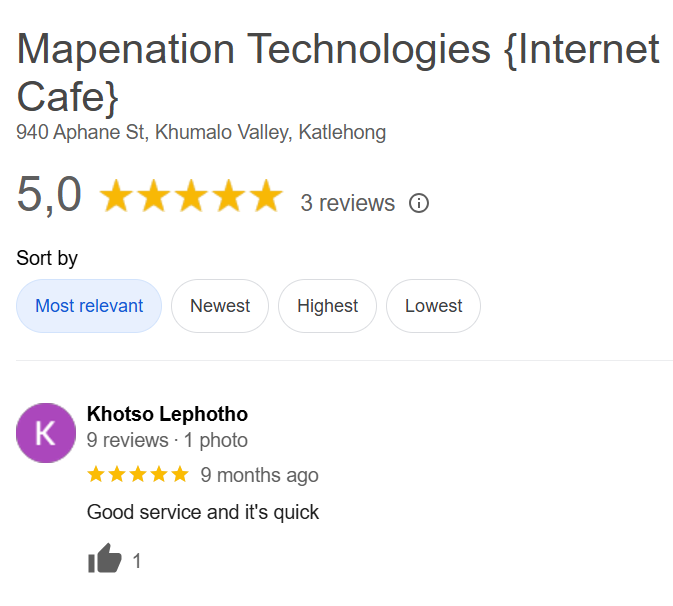 Mapenation Technologies {Internet
Cafe}
940 Aphane St, Khumalo Valley, Katlehong
5,0 3 reviews
Sort by
Most relevant Newest Highest Lowest
K
Khotso Lephotho
9 reviews · 1 photo
9 months ago
Good service and it's quick
1